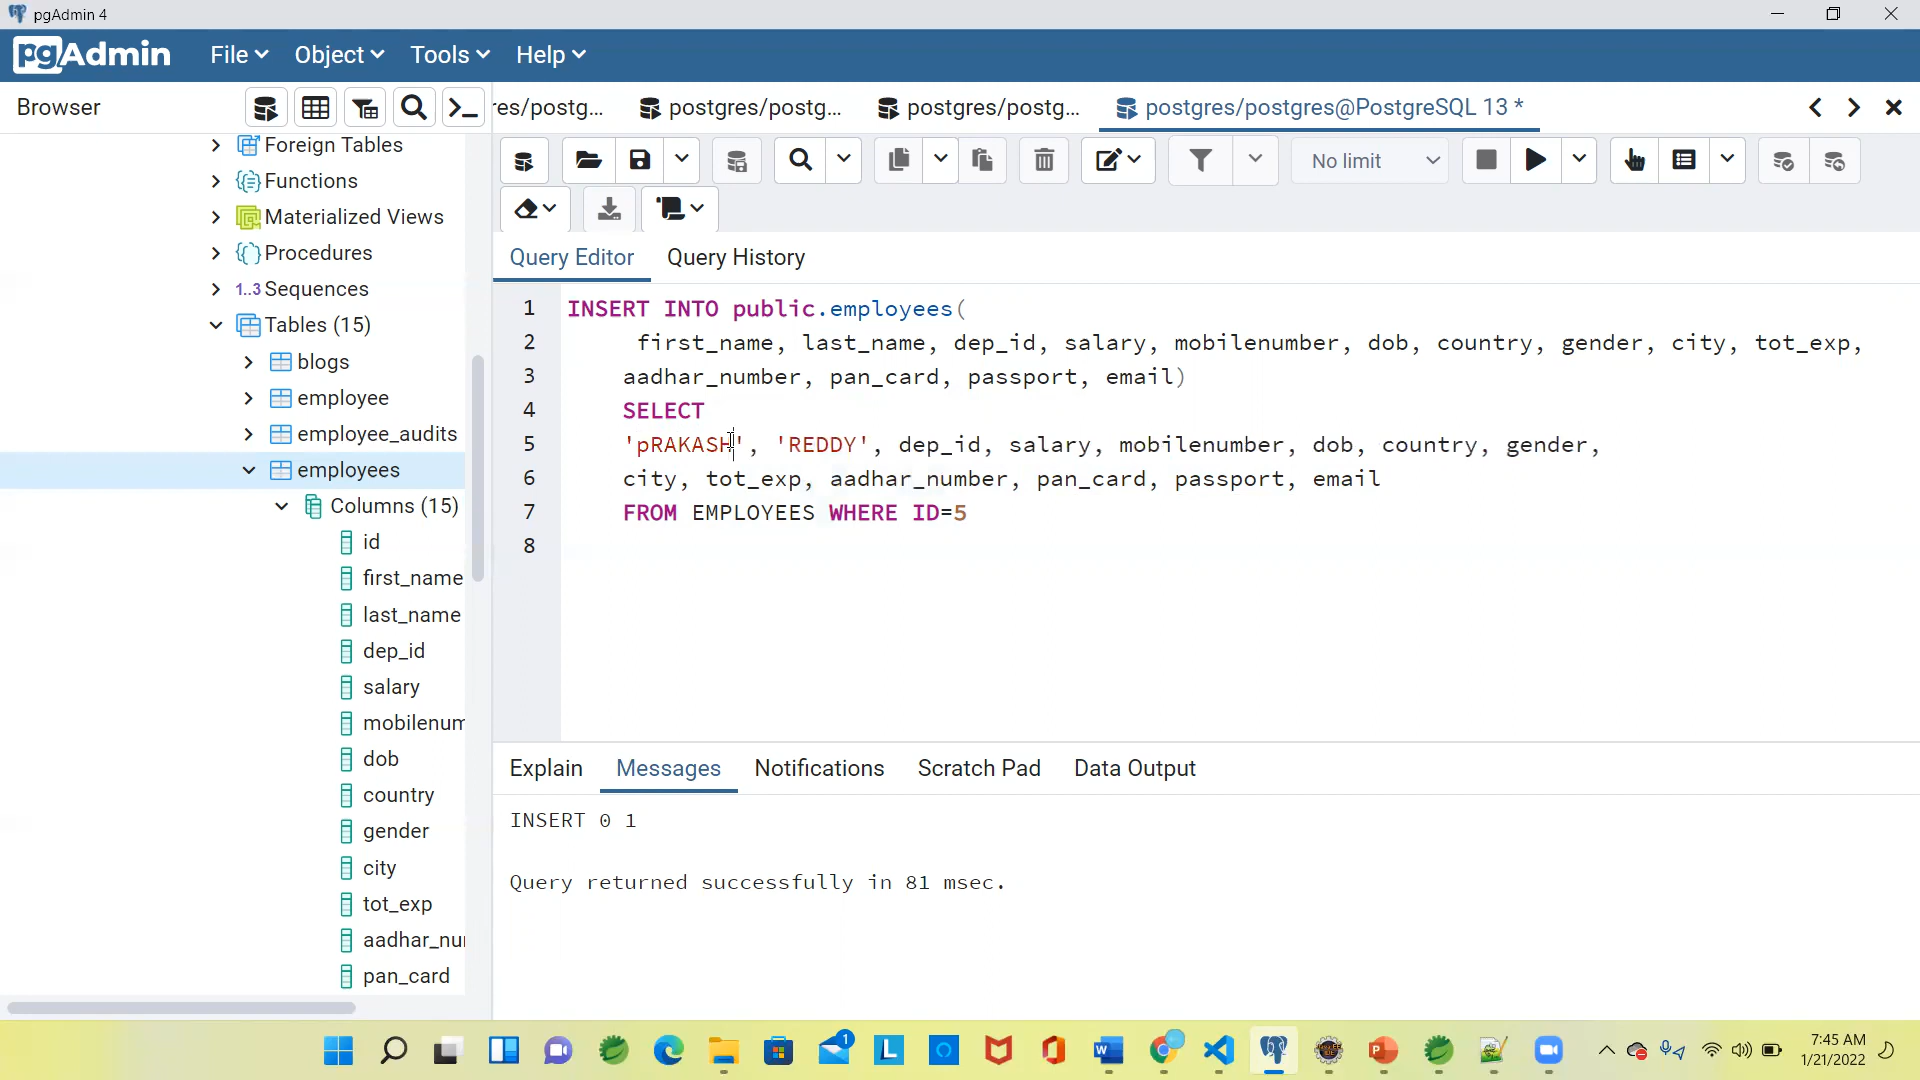 pgAdmin 4
pgAdmin File Object Tools Help
Browser
res/postg... postgres/postg... postgres/postg... postgres/postgres@PostgreSQL 13 *
No limit
Foreign Tables
Functions
Materialized Views
Procedures
1..3 Sequences
Tables (15)
blogs
employee
employee_audits
employees
Columns (15)
id
first_name
last_name
dep_id
salary
mobilenum
dob
country
gender
city
tot_exp
aadhar_nu
pan_card
Query Editor Query History
1 INSERT INTO public.employees(
2 first_name, last_name, dep_id, salary, mobilenumber, dob, country, gender, city, tot_exp,
3 aadhar_number, pan_card, passport, email)
4 SELECT
5 'pRAKASH', 'REDDY', dep_id, salary, mobilenumber, dob, country, gender,
6 city, tot_exp, aadhar_number, pan_card, passport, email
7 FROM EMPLOYEES WHERE ID=5
8
Explain Messages Notifications Scratch Pad Data Output
INSERT 0 1
Query returned successfully in 81 msec.
1
L
7:45 AM
1/21/2022